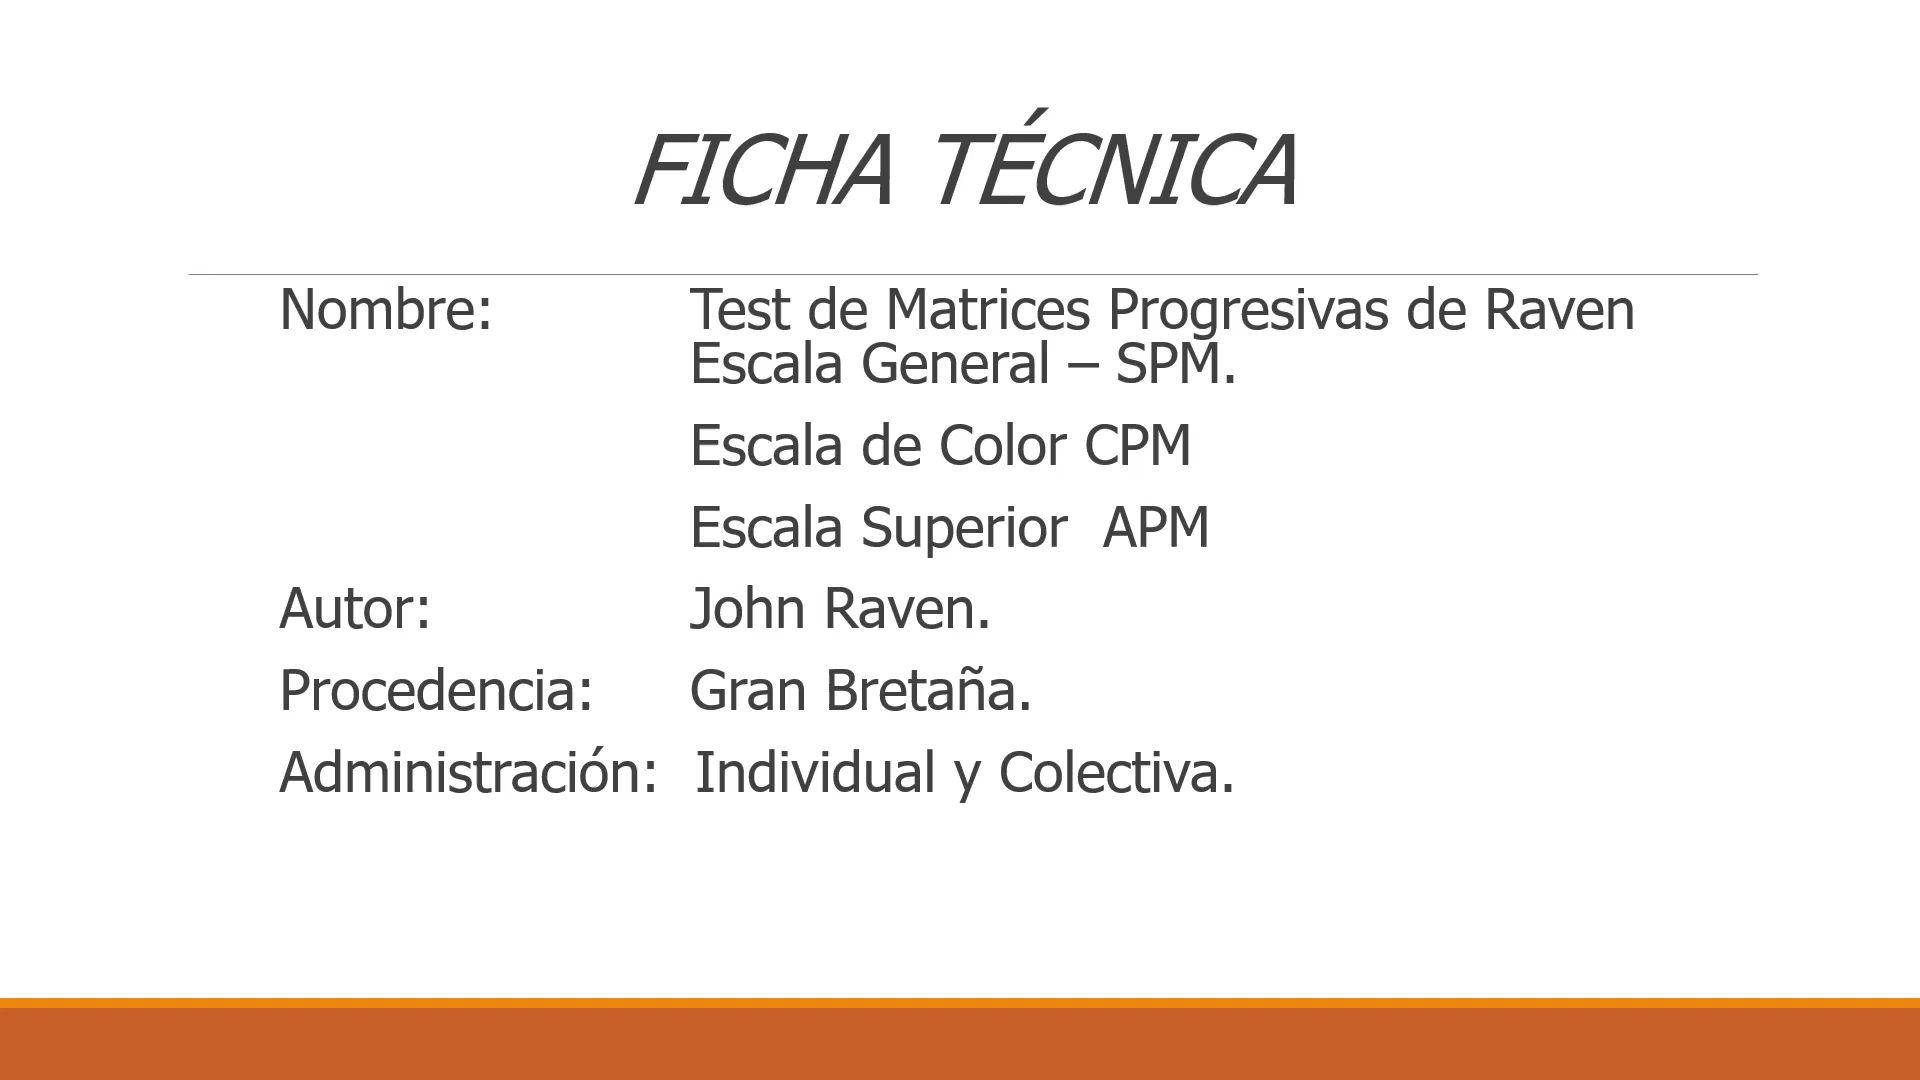 FICHA TÉCNICA
Nombre: Test de Matrices Progresivas de Raven
Escala General – SPM.
Escala de Color CPM
Escala Superior  APM
Autor: John Raven.
Procedencia: Gran Bretaña.
Administración: Individual y Colectiva.